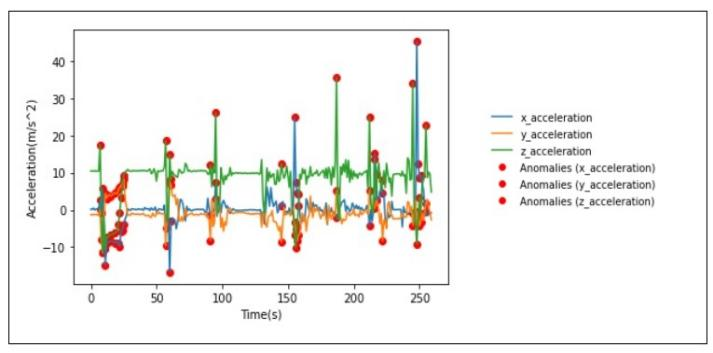 40
30
20
10
0
−10
Acceleration(m/s^2)
0
50
100
150
200
250
Time(s)
x_acceleration
y_acceleration
z_acceleration
Anomalies (x_acceleration)
Anomalies (y_acceleration)
Anomalies (z_acceleration)